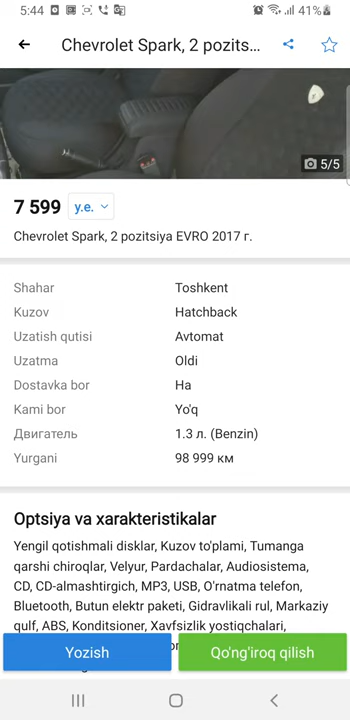 5:44
41%
Chevrolet Spark, 2 pozits...
5/5
7 599 y.e.
Chevrolet Spark, 2 pozitsiya EVRO 2017 г.
Shahar Toshkent
Kuzov Hatchback
Uzatish qutisi Avtomat
Uzatma Oldi
Dostavka bor Ha
Kami bor Yo'q
Двигатель 1.3 л. (Benzin)
Yurgani 98 999 км
Optsiya va xarakteristikalar
Yengil qotishmali disklar, Kuzov to'plami, Tumanga
qarshi chiroqlar, Velyur, Pardachalar, Audiosistema,
CD, CD-almashtirgich, MP3, USB, O'rnatma telefon,
Bluetooth, Butun elektr paketi, Gidravlikali rul, Markaziy
qulf, ABS, Konditsioner, Xavfsizlik yostiqchalari,
Yozish Qo'ng'iroq qilish